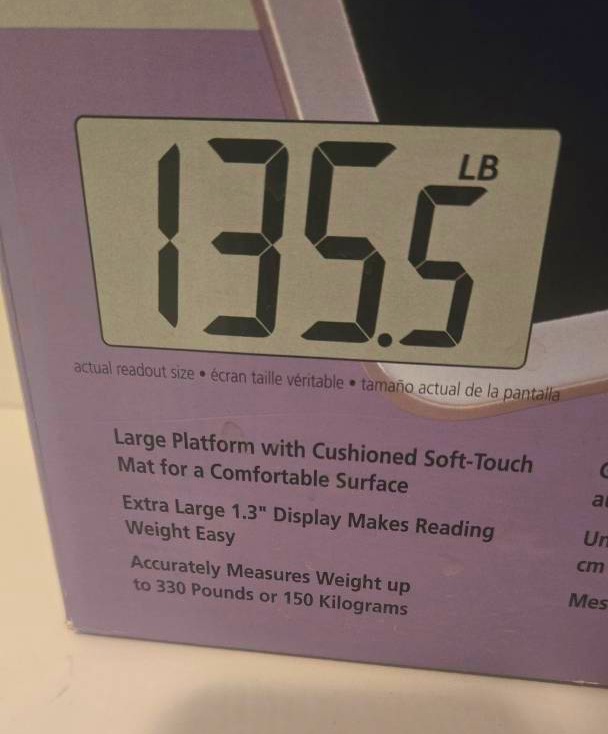 135.5 LB
actual readout size • écran taille véritable • tamaño actual de la pantalla
Large Platform with Cushioned Soft-Touch
Mat for a Comfortable Surface
Extra Large 1.3" Display Makes Reading
Weight Easy
Accurately Measures Weight up
to 330 Pounds or 150 Kilograms
cm